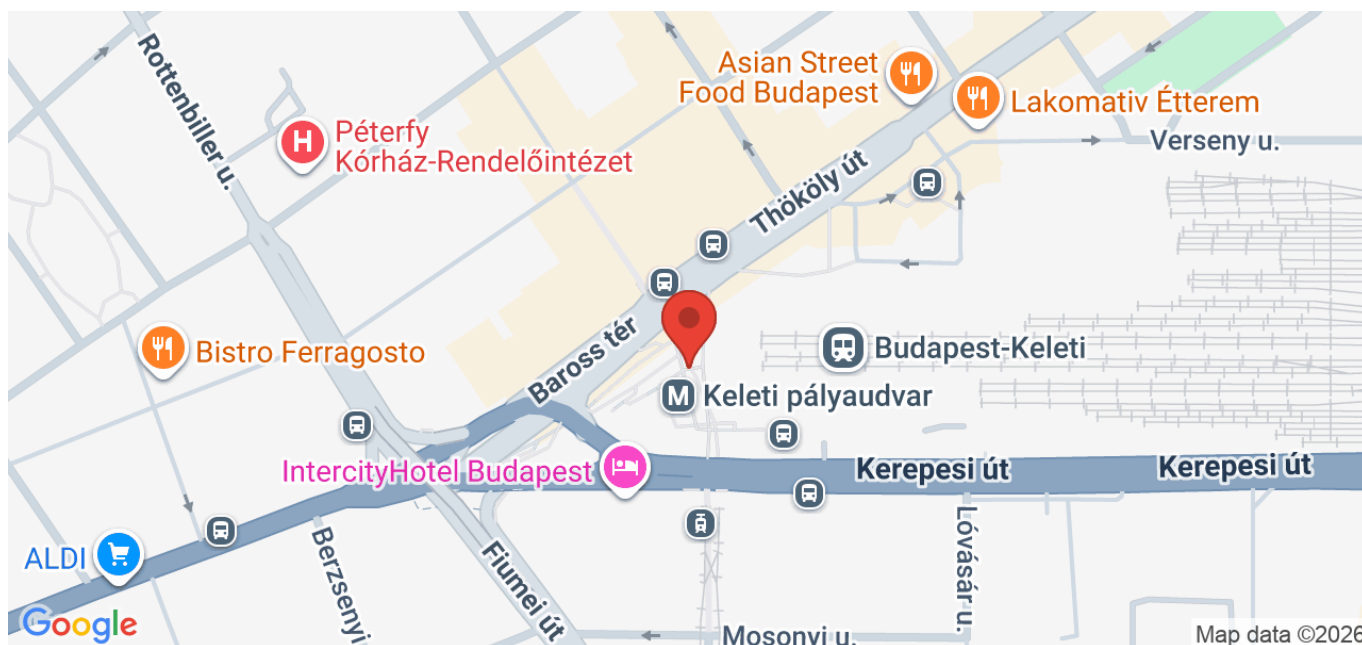 Rottenbiller u.
Asian Street
Food Budapest
Lakomativ Étterem
Péterfy
Kórház-Rendelőintézet
Verseny u.
Thököly út
Bistro Ferragosto
Baross tér
Budapest-Keleti
M
Keleti pályaudvar
H
IntercityHotel Budapest
Kerepesi út
Kerepesi út
ALDI
Berzsenyi
Fiumei út
Lóvásár u.
Google
Mosonyi u.
Map data ©2026